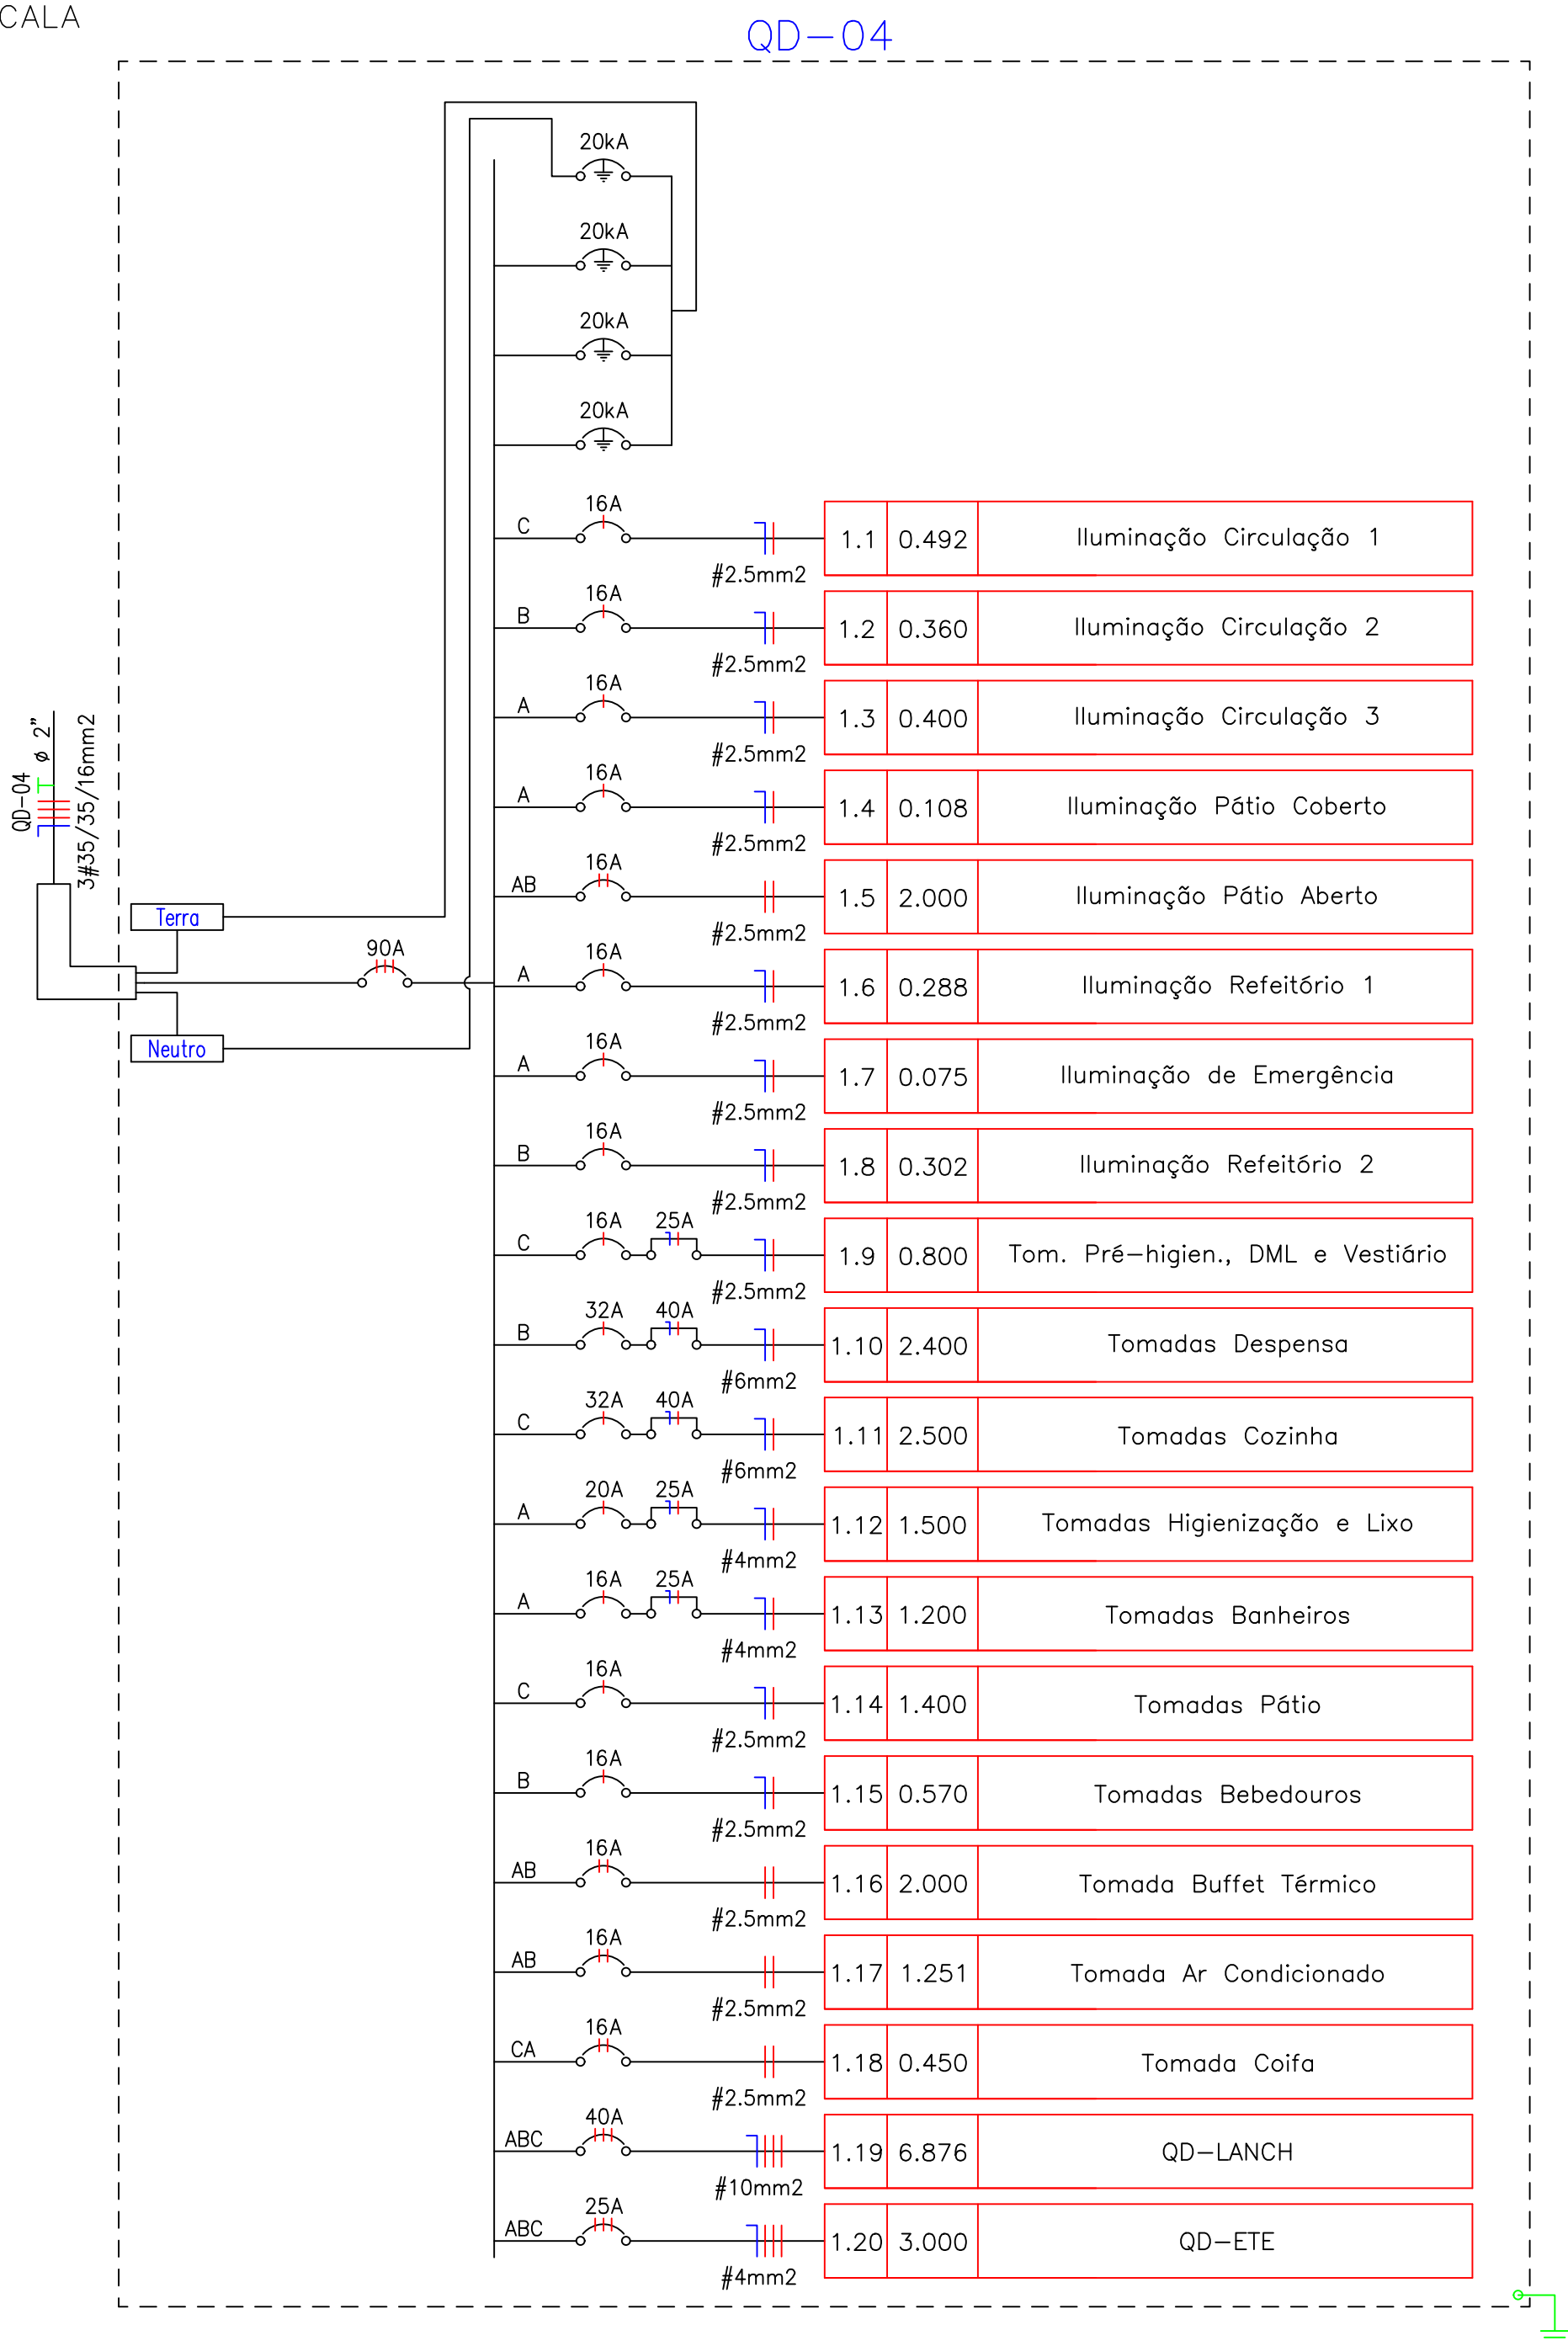 CALA
QD-04
20kA
20kA
20kA
20kA
C 16A #2.5mm2 1.1 0.492 Iluminação Circulação 1
B 16A #2.5mm2 1.2 0.360 Iluminação Circulação 2
A 16A #2.5mm2 1.3 0.400 Iluminação Circulação 3
A 16A #2.5mm2 1.4 0.108 Iluminação Pátio Coberto
AB 16A #2.5mm2 1.5 2.000 Iluminação Pátio Aberto
QD-04
ϕ 2"
3#35/35/16mm2
Terra
90A
Neutro
A 16A #2.5mm2 1.6 0.288 Iluminação Refeitório 1
A 16A #2.5mm2 1.7 0.075 Iluminação de Emergência
B 16A #2.5mm2 1.8 0.302 Iluminação Refeitório 2
C 16A 25A #2.5mm2 1.9 0.800 Tom. Pré-higien., DML e Vestiário
B 32A 40A #6mm2 1.10 2.400 Tomadas Despensa
C 32A 40A #6mm2 1.11 2.500 Tomadas Cozinha
A 20A 25A #4mm2 1.12 1.500 Tomadas Higienização e Lixo
A 16A 25A #4mm2 1.13 1.200 Tomadas Banheiros
C 16A #2.5mm2 1.14 1.400 Tomadas Pátio
B 16A #2.5mm2 1.15 0.570 Tomadas Bebedouros
AB 16A #2.5mm2 1.16 2.000 Tomada Buffet Térmico
AB 16A #2.5mm2 1.17 1.251 Tomada Ar Condicionado
CA 16A #2.5mm2 1.18 0.450 Tomada Coifa
ABC 40A #10mm2 1.19 6.876 QD-LANCH
ABC 25A #4mm2 1.20 3.000 QD-ETE